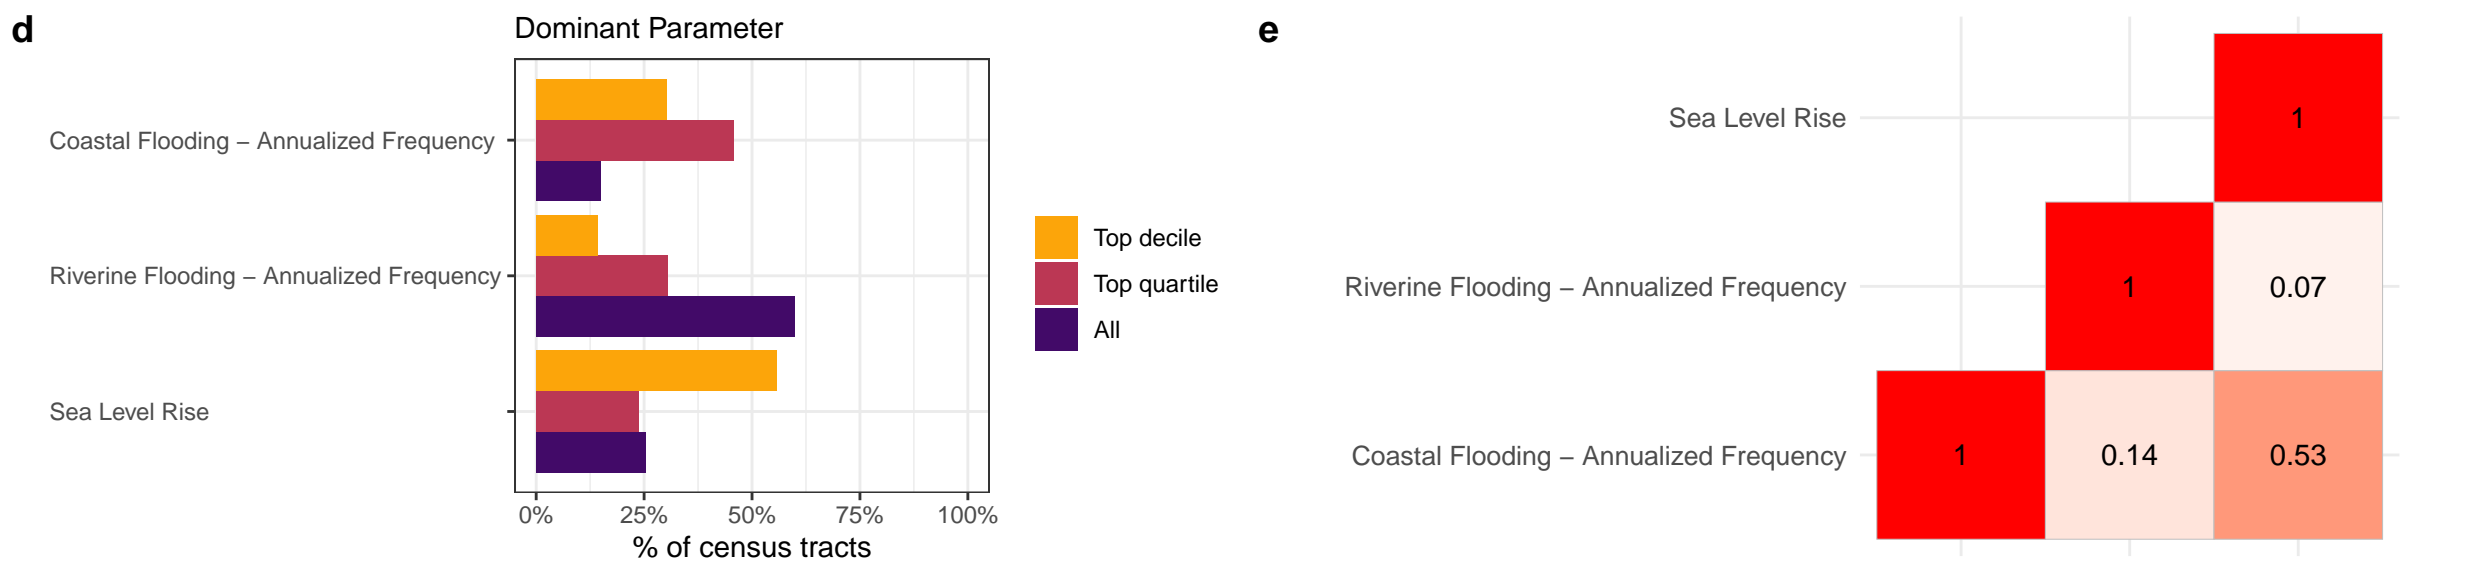 d
Dominant Parameter
Coastal Flooding – Annualized Frequency
Riverine Flooding – Annualized Frequency
Sea Level Rise
0% 25% 50% 75% 100%
% of census tracts
Top decile
Top quartile
All
e
Sea Level Rise
1
Riverine Flooding – Annualized Frequency
1 0.07
Coastal Flooding – Annualized Frequency
1 0.14 0.53